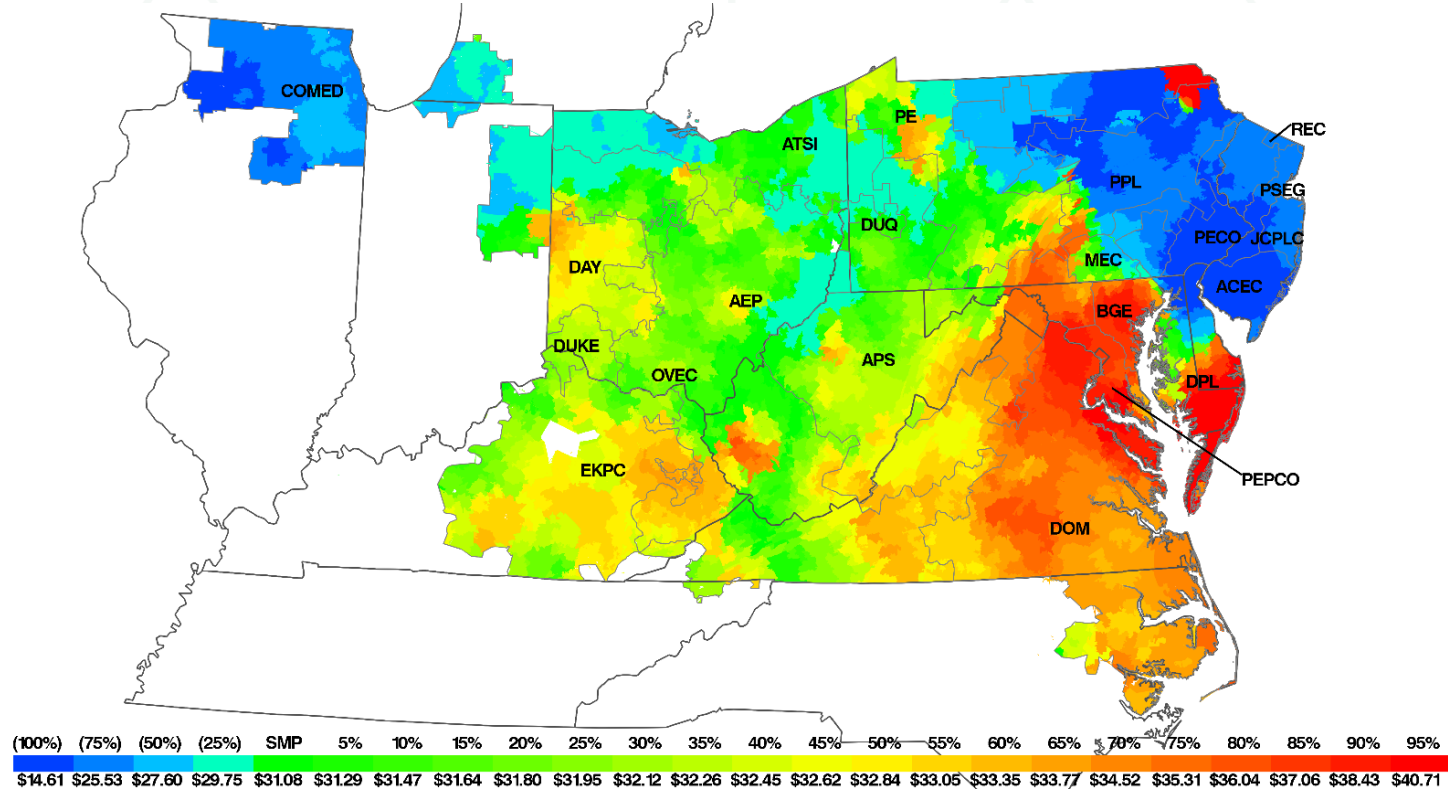 COMED
ATSI
PE
REC
PPL
PSEG
DUQ
PECO
JCPLC
MEC
DAY
ACEC
AEP
BGE
DUKE
OVEC
APS
DPL
EKPC
PEPCO
DOM
(100%) (75%) (50%) (25%) SMP 5% 10% 15% 20% 25% 30% 35% 40% 45% 50% 55% 60% 65% 70% 75% 80% 85% 90% 95%
$14.61 $25.53 $27.60 $29.75 $31.08 $31.29 $31.47 $31.64 $31.80 $31.95 $32.12 $32.26 $32.45 $32.62 $32.84 $33.05 $33.35 $33.77 $34.52 $35.31 $36.04 $37.06 $38.43 $40.71